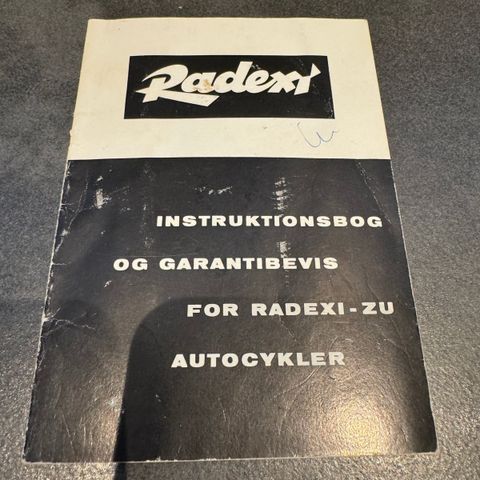 Radexi
INSTRUKTIONSBOG
OG GARANTIBEVIS
FOR RADEXI-ZU
AUTOCYKLER